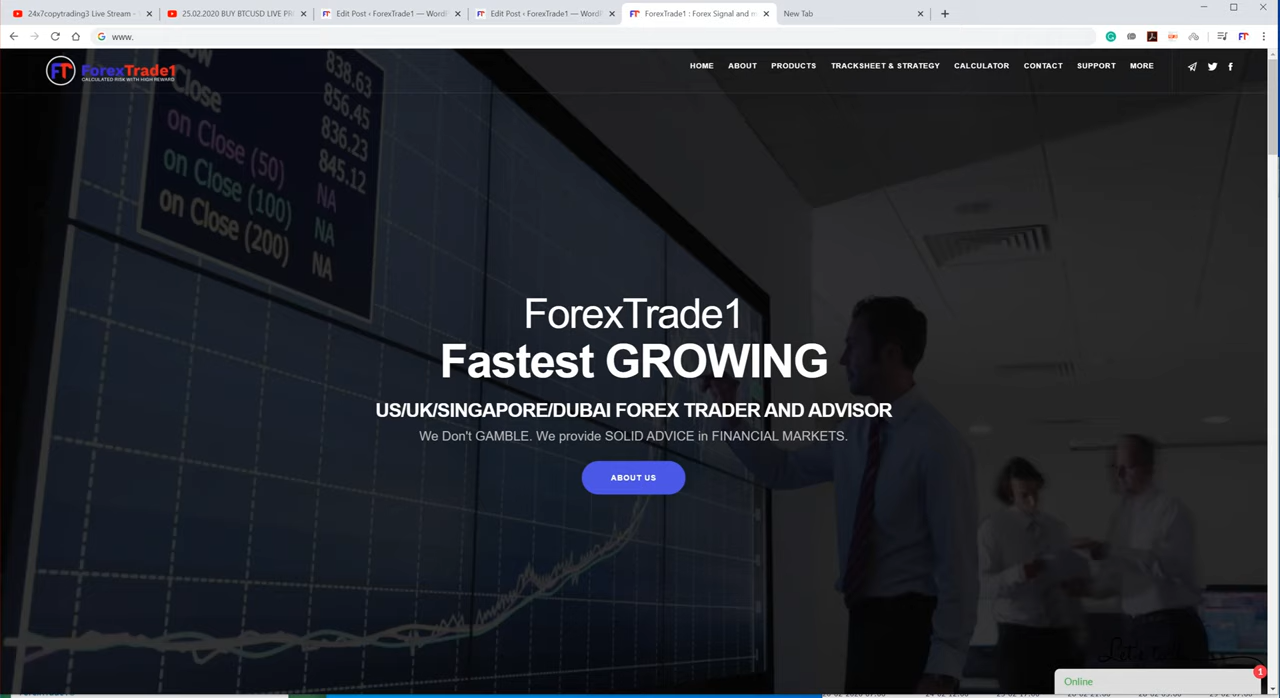 24x7copytrading3 Live Stream -
25.02.2020 BUY BTCUSD LIVE PR
Edit Post ‹ ForexTrade1 — WordP
Edit Post ‹ ForexTrade1 — WordP
ForexTrade1 : Forex Signal and m
New Tab
www.
FT ForexTrade1
CALCULATED RISK WITH HIGH REWARD
HOME ABOUT PRODUCTS TRACKSHEET & STRATEGY CALCULATOR CONTACT SUPPORT MORE
838.63
Close 856.45
on Close (50) 836.23
on Close (100) 845.12
on Close (200) NA
NA
NA
ForexTrade1
Fastest GROWING
US/UK/SINGAPORE/DUBAI FOREX TRADER AND ADVISOR
We Don't GAMBLE. We provide SOLID ADVICE in FINANCIAL MARKETS.
ABOUT US
1
Online